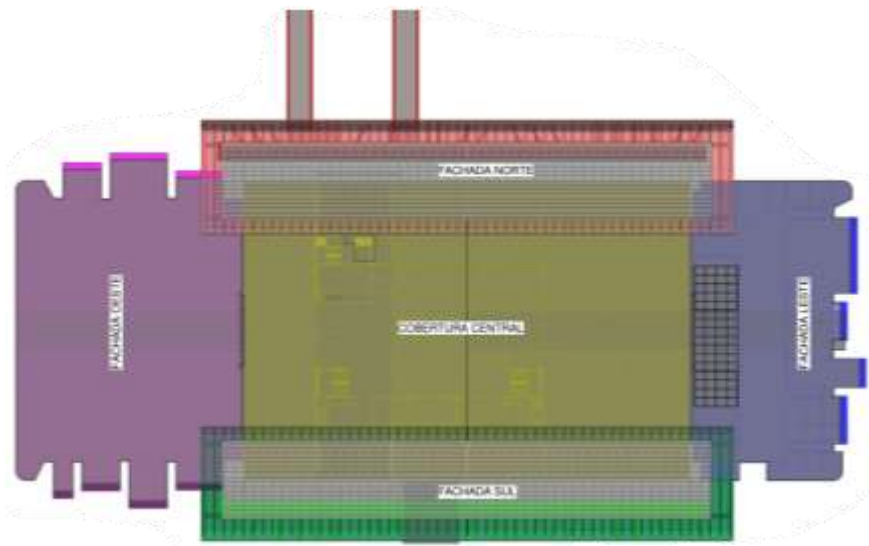 FACHADA NORTE
FACHADA OESTE
COBERTURA CENTRAL
FACHADA LESTE
FACHADA SUL